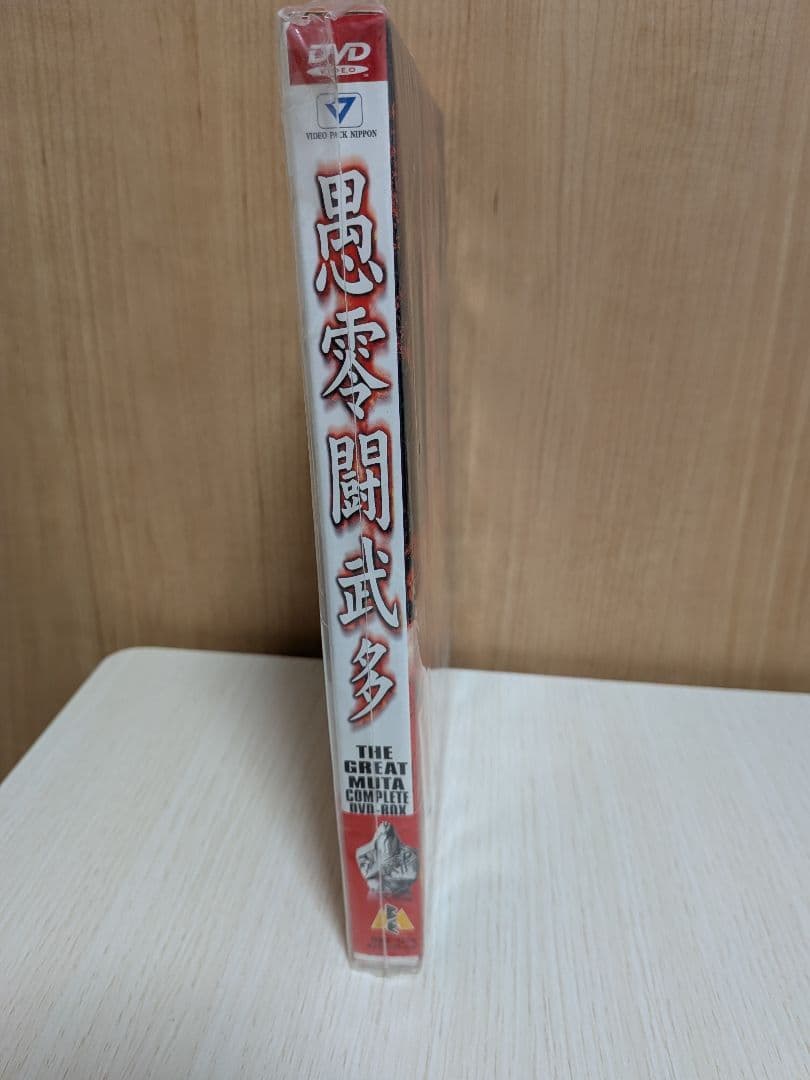 DVD
VIDEO
VIDEO PACK NIPPON
愚零闘武多
THE
GREAT
MUTA
COMPLETE
DVD-BOX